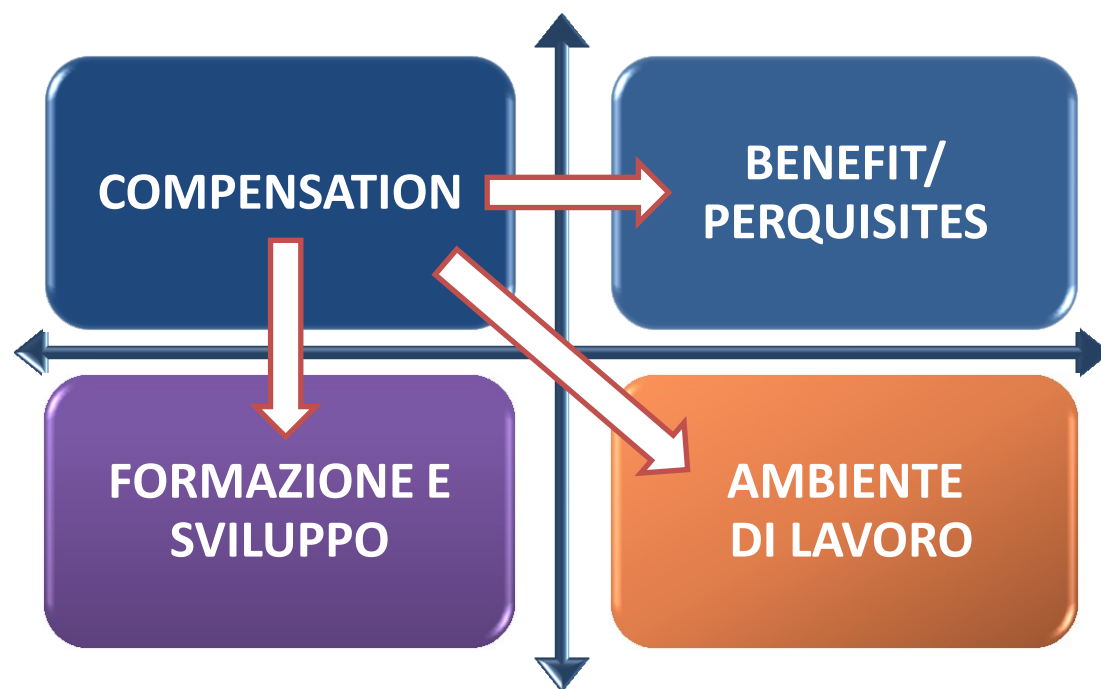 COMPENSATION
BENEFIT/
PERQUISITES
FORMAZIONE E
SVILUPPO
AMBIENTE
DI LAVORO